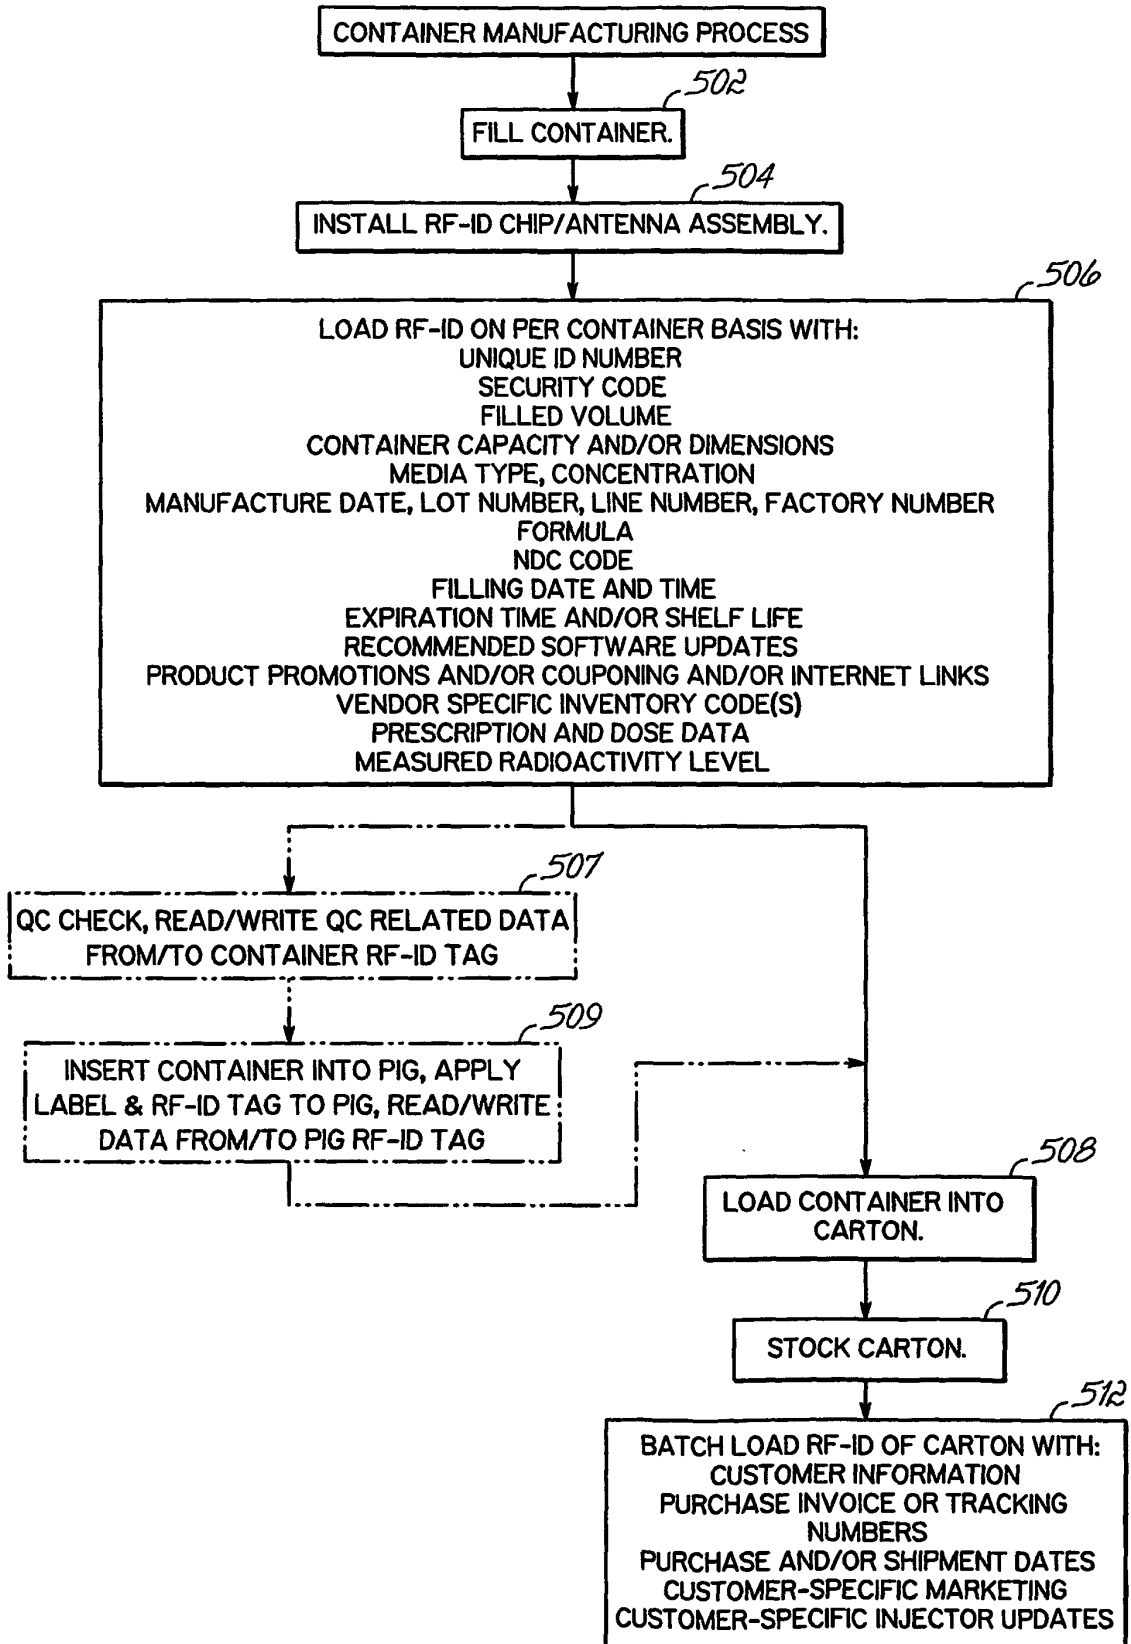 CONTAINER MANUFACTURING PROCESS
502
FILL CONTAINER.
504
INSTALL RF-ID CHIP/ANTENNA ASSEMBLY.
506
LOAD RF-ID ON PER CONTAINER BASIS WITH:
UNIQUE ID NUMBER
SECURITY CODE
FILLED VOLUME
CONTAINER CAPACITY AND/OR DIMENSIONS
MEDIA TYPE, CONCENTRATION
MANUFACTURE DATE, LOT NUMBER, LINE NUMBER, FACTORY NUMBER
FORMULA
NDC CODE
FILLING DATE AND TIME
EXPIRATION TIME AND/OR SHELF LIFE
RECOMMENDED SOFTWARE UPDATES
PRODUCT PROMOTIONS AND/OR COUPONING AND/OR INTERNET LINKS
VENDOR SPECIFIC INVENTORY CODE(S)
PRESCRIPTION AND DOSE DATA
MEASURED RADIOACTIVITY LEVEL
507
QC CHECK, READ/WRITE QC RELATED DATA
FROM/TO CONTAINER RF-ID TAG
509
INSERT CONTAINER INTO PIG, APPLY
LABEL & RF-ID TAG TO PIG, READ/WRITE
DATA FROM/TO PIG RF-ID TAG
508
LOAD CONTAINER INTO
CARTON.
510
STOCK CARTON.
512
BATCH LOAD RF-ID OF CARTON WITH:
CUSTOMER INFORMATION
PURCHASE INVOICE OR TRACKING
NUMBERS
PURCHASE AND/OR SHIPMENT DATES
CUSTOMER-SPECIFIC MARKETING
CUSTOMER-SPECIFIC INJECTOR UPDATES